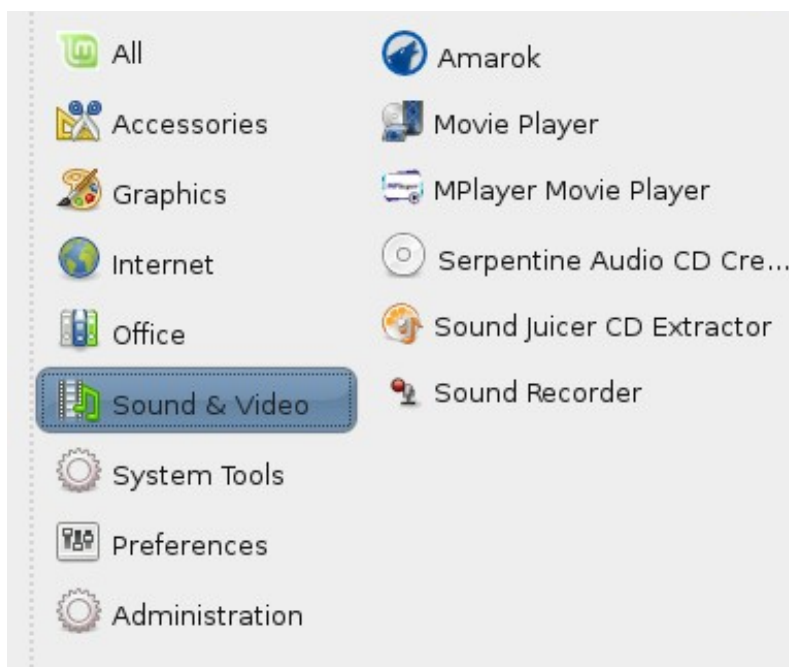 All
Accessories
Graphics
Internet
Office
Sound & Video
System Tools
Preferences
Administration
Amarok
Movie Player
MPlayer Movie Player
Serpentine Audio CD Cre...
Sound Juicer CD Extractor
Sound Recorder